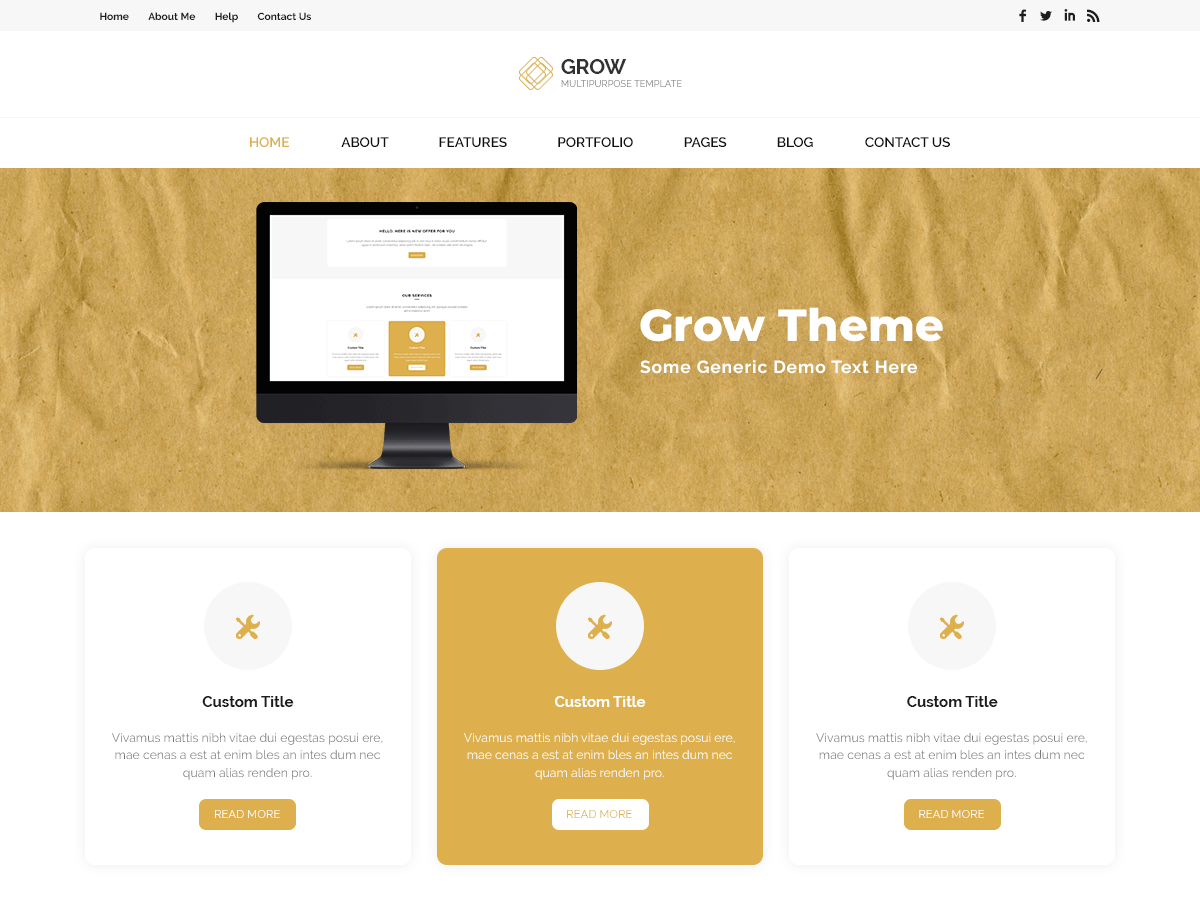 Home About Me Help Contact Us
GROW
MULTIPURPOSE TEMPLATE
HOME ABOUT FEATURES PORTFOLIO PAGES BLOG CONTACT US
HELLO, HERE IS NEW OFFER FOR YOU
OUR SERVICES
Custom Title Custom Title Custom Title
Grow Theme
Some Generic Demo Text Here
Custom Title
Vivamus mattis nibh vitae dui egestas posui ere,
mae cenas a est at enim bles an intes dum nec
quam alias renden pro.
READ MORE
Custom Title
Vivamus mattis nibh vitae dui egestas posui ere,
mae cenas a est at enim bles an intes dum nec
quam alias renden pro.
READ MORE
Custom Title
Vivamus mattis nibh vitae dui egestas posui ere,
mae cenas a est at enim bles an intes dum nec
quam alias renden pro.
READ MORE